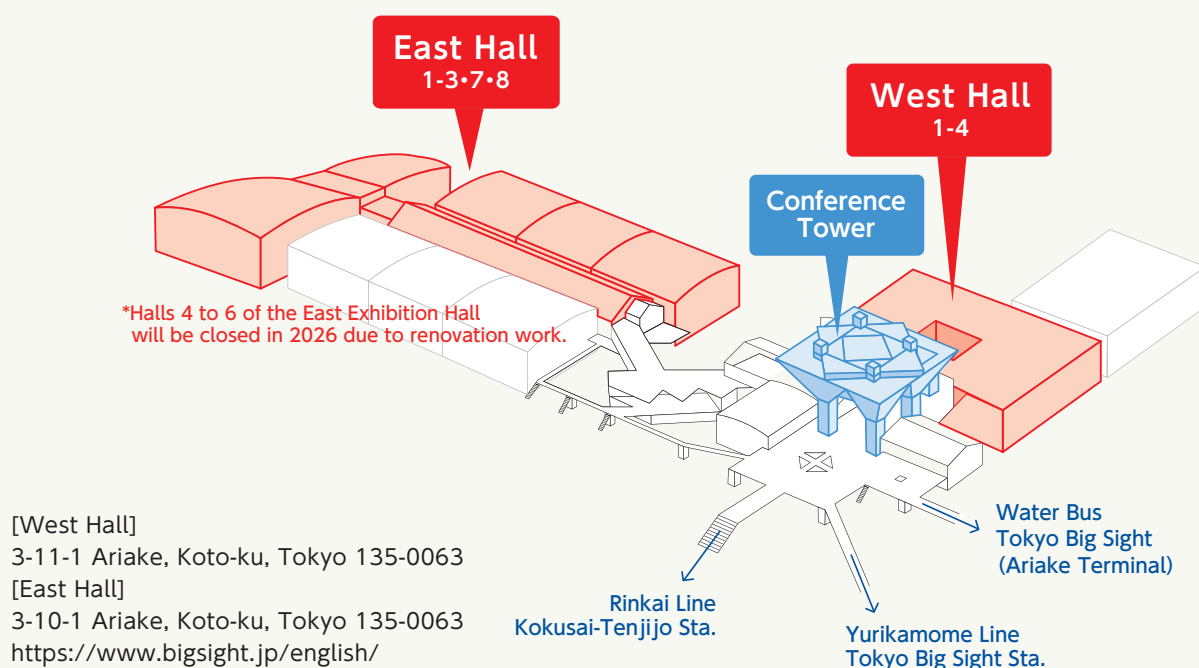 East Hall
1-3•7•8
West Hall
1-4
Conference
Tower
*Halls 4 to 6 of the East Exhibition Hall
will be closed in 2026 due to renovation work.
[West Hall]
3-11-1 Ariake, Koto-ku, Tokyo 135-0063
[East Hall]
3-10-1 Ariake, Koto-ku, Tokyo 135-0063
https://www.bigsight.jp/english/
Rinkai Line
Kokusai-Tenjijo Sta.
Yurikamome Line
Tokyo Big Sight Sta.
Water Bus
Tokyo Big Sight
(Ariake Terminal)